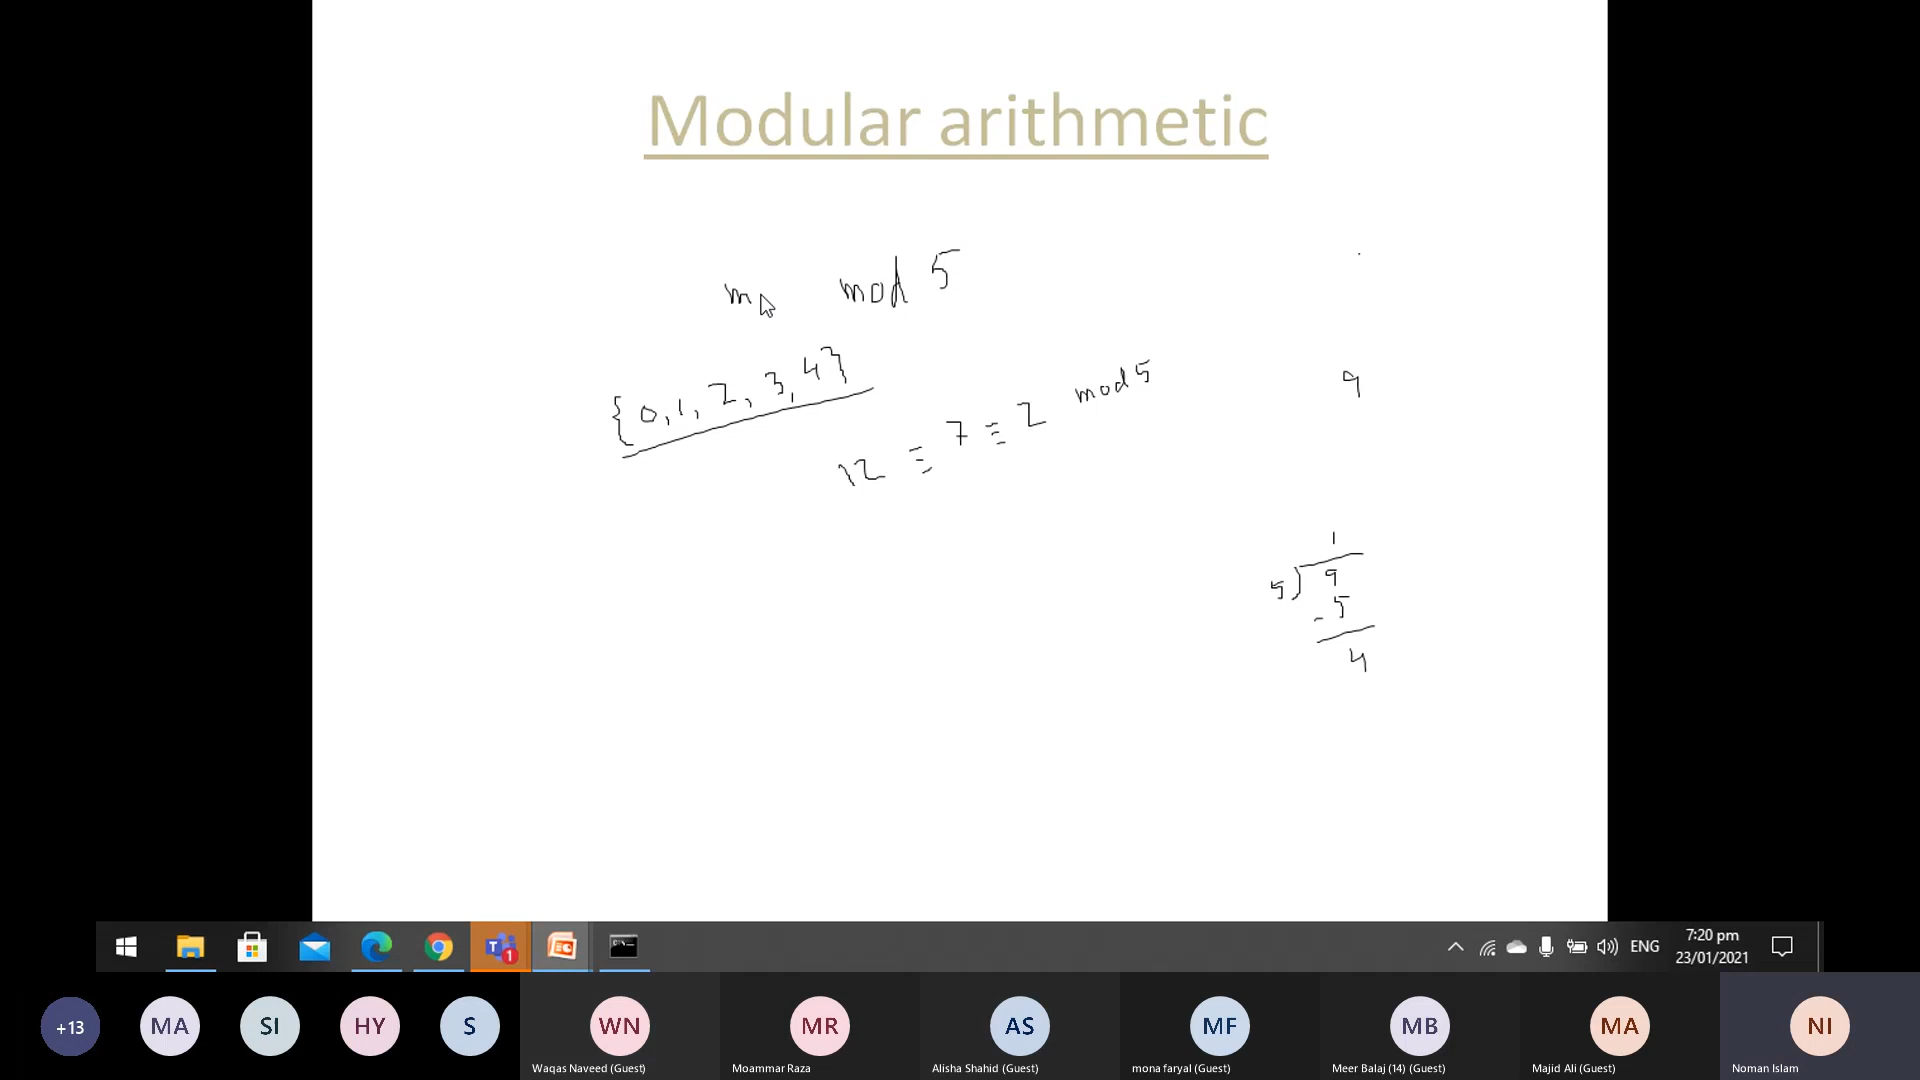 Modular arithmetic
m mod 5
{0, 1, 2, 3, 4}
12 ≡ 7 ≡ 2 mod 5
9
1
5) 9
- 5
4
ENG
7:20 pm
23/01/2021
1
+13
MA
SI
HY
S
WN
MR
AS
MF
MB
MA
NI
Waqas Naveed (Guest)
Moammar Raza
Alisha Shahid (Guest)
mona faryal (Guest)
Meer Balaj (14) (Guest)
Majid Ali (Guest)
Noman Islam